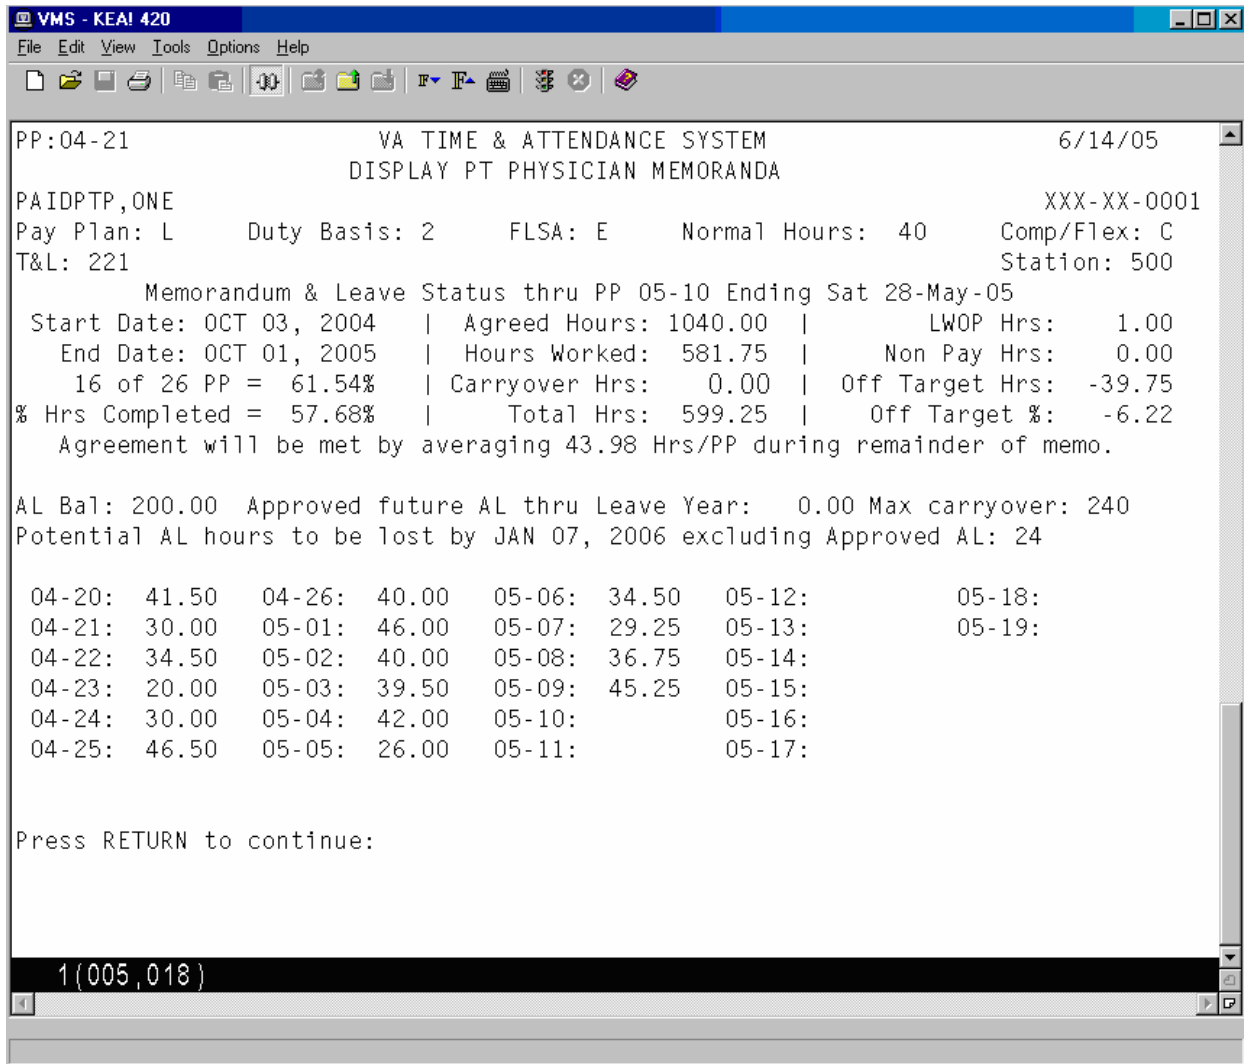 VMS - KEA! 420
File Edit View Tools Options Help
PP:04-21 VA TIME & ATTENDANCE SYSTEM 6/14/05
DISPLAY PT PHYSICIAN MEMORANDA
PAIDPTP,ONE XXX-XX-0001
Pay Plan: L Duty Basis: 2 FLSA: E Normal Hours: 40 Comp/Flex: C
T&L: 221 Station: 500
Memorandum & Leave Status thru PP 05-10 Ending Sat 28-May-05
Start Date: OCT 03, 2004 | Agreed Hours: 1040.00 | LWOP Hrs: 1.00
End Date: OCT 01, 2005 | Hours Worked: 581.75 | Non Pay Hrs: 0.00
16 of 26 PP = 61.54% | Carryover Hrs: 0.00 | Off Target Hrs: -39.75
% Hrs Completed = 57.68% | Total Hrs: 599.25 | Off Target %: -6.22
Agreement will be met by averaging 43.98 Hrs/PP during remainder of memo.
AL Bal: 200.00 Approved future AL thru Leave Year: 0.00 Max carryover: 240
Potential AL hours to be lost by JAN 07, 2006 excluding Approved AL: 24
04-20: 41.50 04-26: 40.00 05-06: 34.50 05-12: 05-18:
04-21: 30.00 05-01: 46.00 05-07: 29.25 05-13: 05-19:
04-22: 34.50 05-02: 40.00 05-08: 36.75 05-14:
04-23: 20.00 05-03: 39.50 05-09: 45.25 05-15:
04-24: 30.00 05-04: 42.00 05-10: 05-16:
04-25: 46.50 05-05: 26.00 05-11: 05-17:
Press RETURN to continue:
1(005,018)